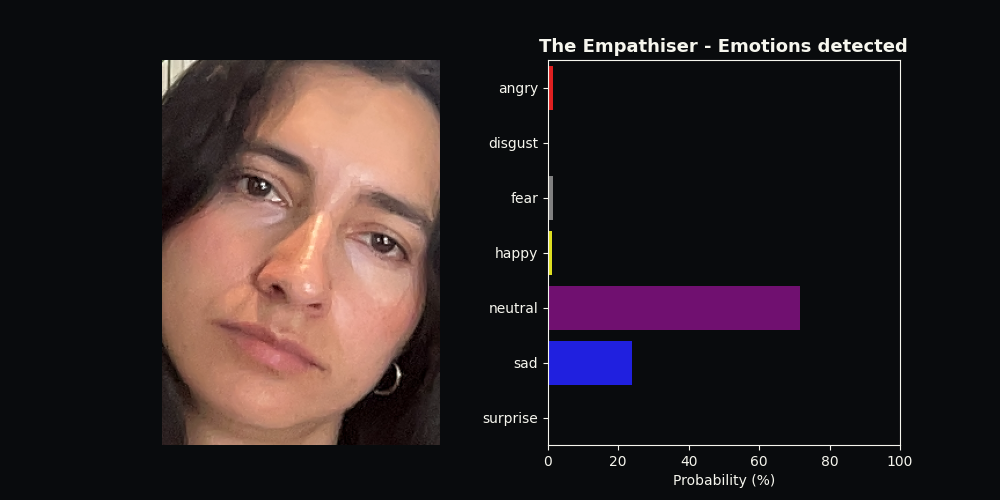 The Empathiser - Emotions detected
angry
disgust
fear
happy
neutral
sad
surprise
0 20 40 60 80 100
Probability (%)